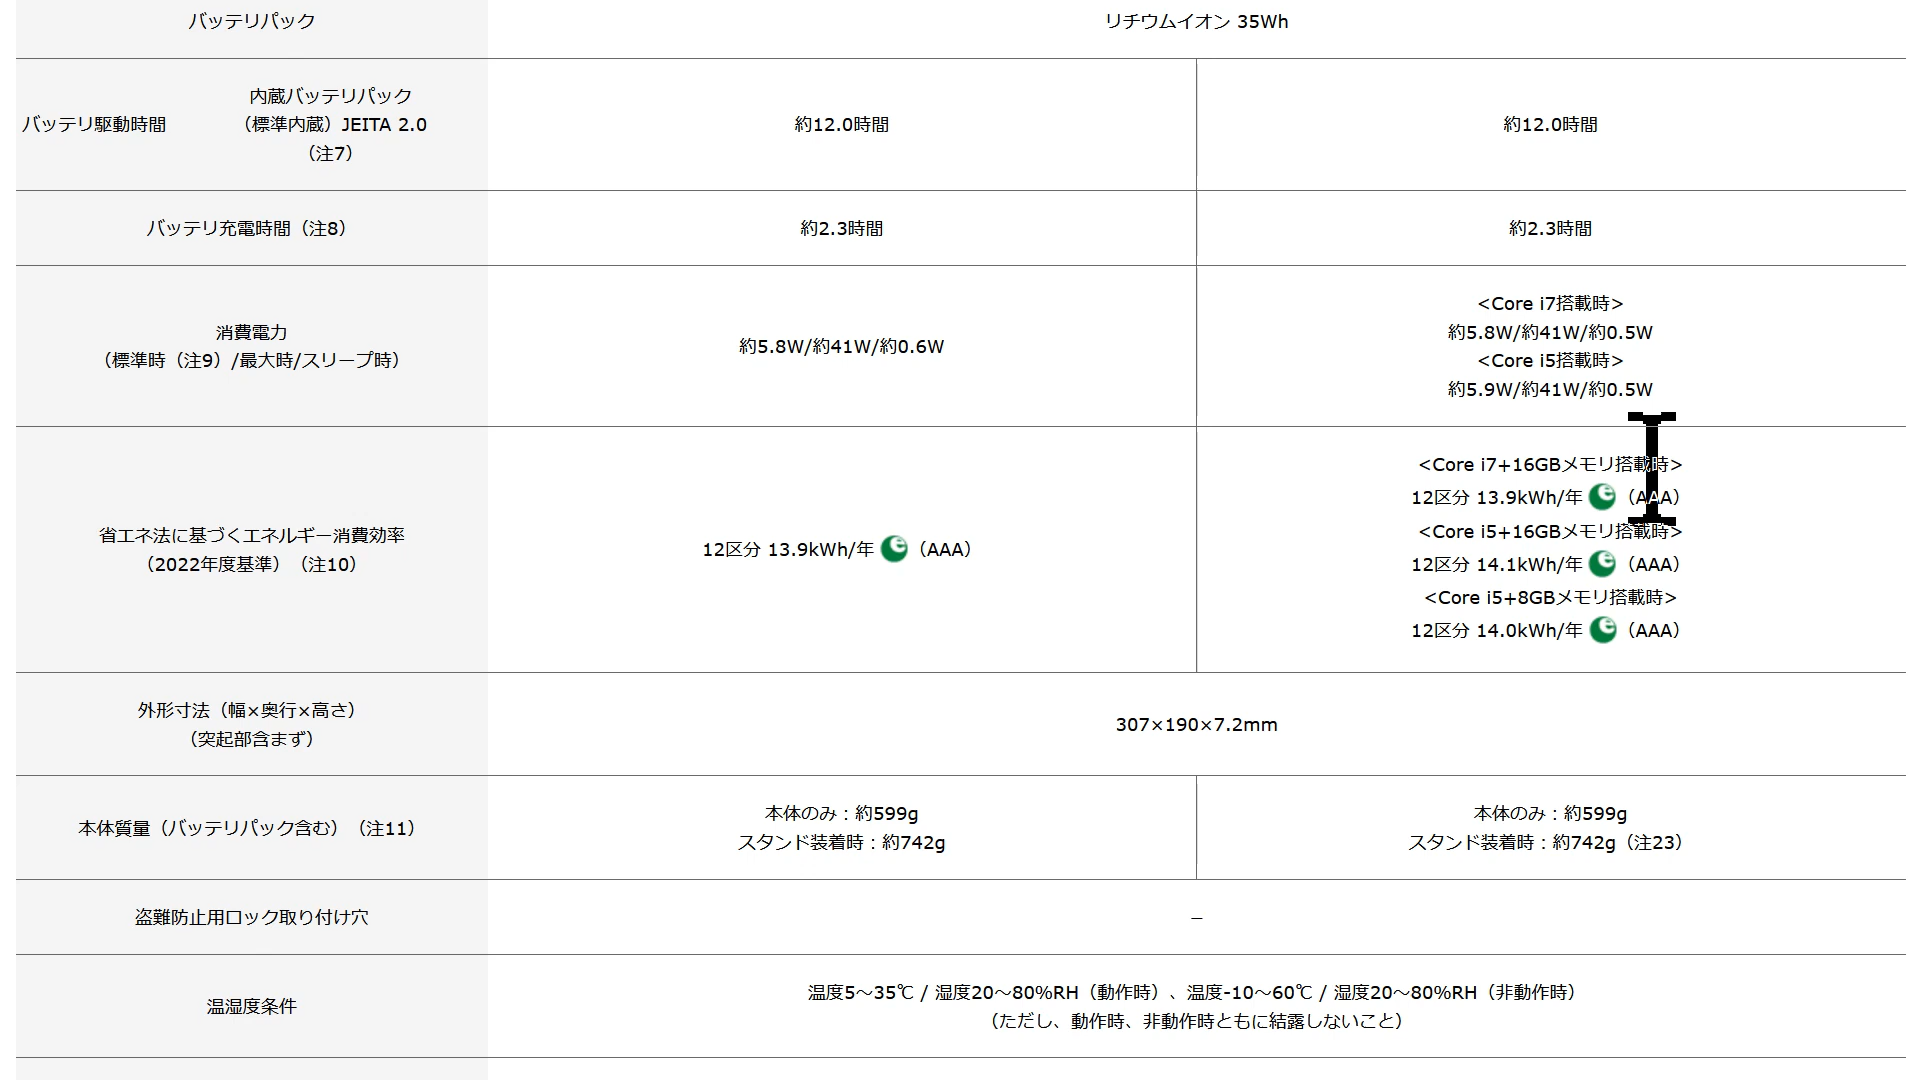 バッテリパック
リチウムイオン 35Wh
バッテリ駆動時間
内蔵バッテリパック
（標準内蔵）JEITA 2.0
（注7）
約12.0時間
約12.0時間
バッテリ充電時間（注8）
約2.3時間
約2.3時間
消費電力
（標準時（注9）/最大時/スリープ時）
約5.8W/約41W/約0.6W
<Core i7搭載時>
約5.8W/約41W/約0.5W
<Core i5搭載時>
約5.9W/約41W/約0.5W
省エネ法に基づくエネルギー消費効率
（2022年度基準）（注10）
12区分 13.9kWh/年 e （AAA）
<Core i7+16GBメモリ搭載時>
12区分 13.9kWh/年 e （AAA）
<Core i5+16GBメモリ搭載時>
12区分 14.1kWh/年 e （AAA）
<Core i5+8GBメモリ搭載時>
12区分 14.0kWh/年 e （AAA）
外形寸法（幅×奥行×高さ）
（突起部含まず）
307×190×7.2mm
本体質量（バッテリパック含む）（注11）
本体のみ：約599g
スタンド装着時：約742g
本体のみ：約599g
スタンド装着時：約742g（注23）
盗難防止用ロック取り付け穴
–
温湿度条件
温度5～35℃ / 湿度20～80%RH（動作時）、温度-10～60℃ / 湿度20～80%RH（非動作時）
（ただし、動作時、非動作時ともに結露しないこと）